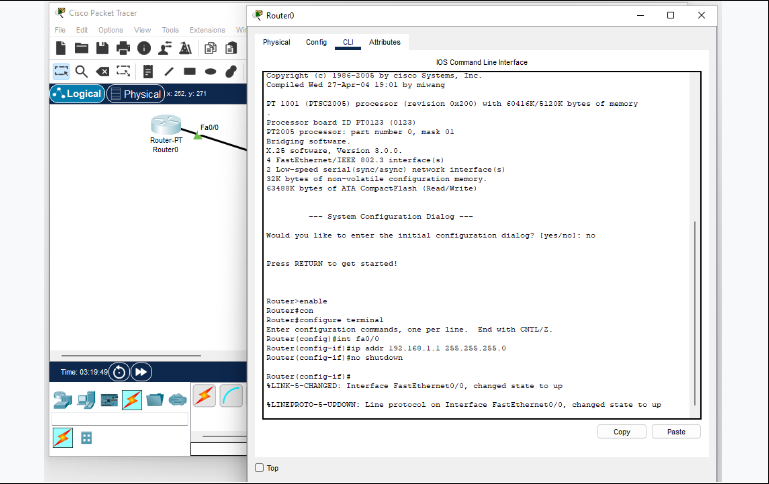 Cisco Packet Tracer
File Edit Options View Tools Extensions
Logical
Physical x: 252, y: 271
Fa0/0
Router-PT
Router0
Time: 03:19:49
Router0
Physical Config CLI Attributes
IOS Command Line Interface
Copyright (c) 1986-2005 by cisco Systems, Inc.
Compiled Wed 27-Apr-04 19:01 by miwang
PT 1001 (PTSC2005) processor (revision 0x200) with 60416K/5120K bytes of memory
.
Processor board ID PT0123 (0123)
PT2005 processor: part number 0, mask 01
Bridging software.
X.25 software, Version 3.0.0.
4 FastEthernet/IEEE 802.3 interface(s)
2 Low-speed serial(sync/async) network interface(s)
32K bytes of non-volatile configuration memory.
63488K bytes of ATA CompactFlash (Read/Write)
--- System Configuration Dialog ---
Would you like to enter the initial configuration dialog? [yes/no]: no
Press RETURN to get started!
Router>enable
Router#con
Router#configure terminal
Enter configuration commands, one per line. End with CNTL/Z.
Router(config)#int fa0/0
Router(config-if)#ip addr 192.168.1.1 255.255.255.0
Router(config-if)#no shutdown
Router(config-if)#
%LINK-5-CHANGED: Interface FastEthernet0/0, changed state to up
%LINEPROTO-5-UPDOWN: Line protocol on Interface FastEthernet0/0, changed state to up
Copy Paste
Top